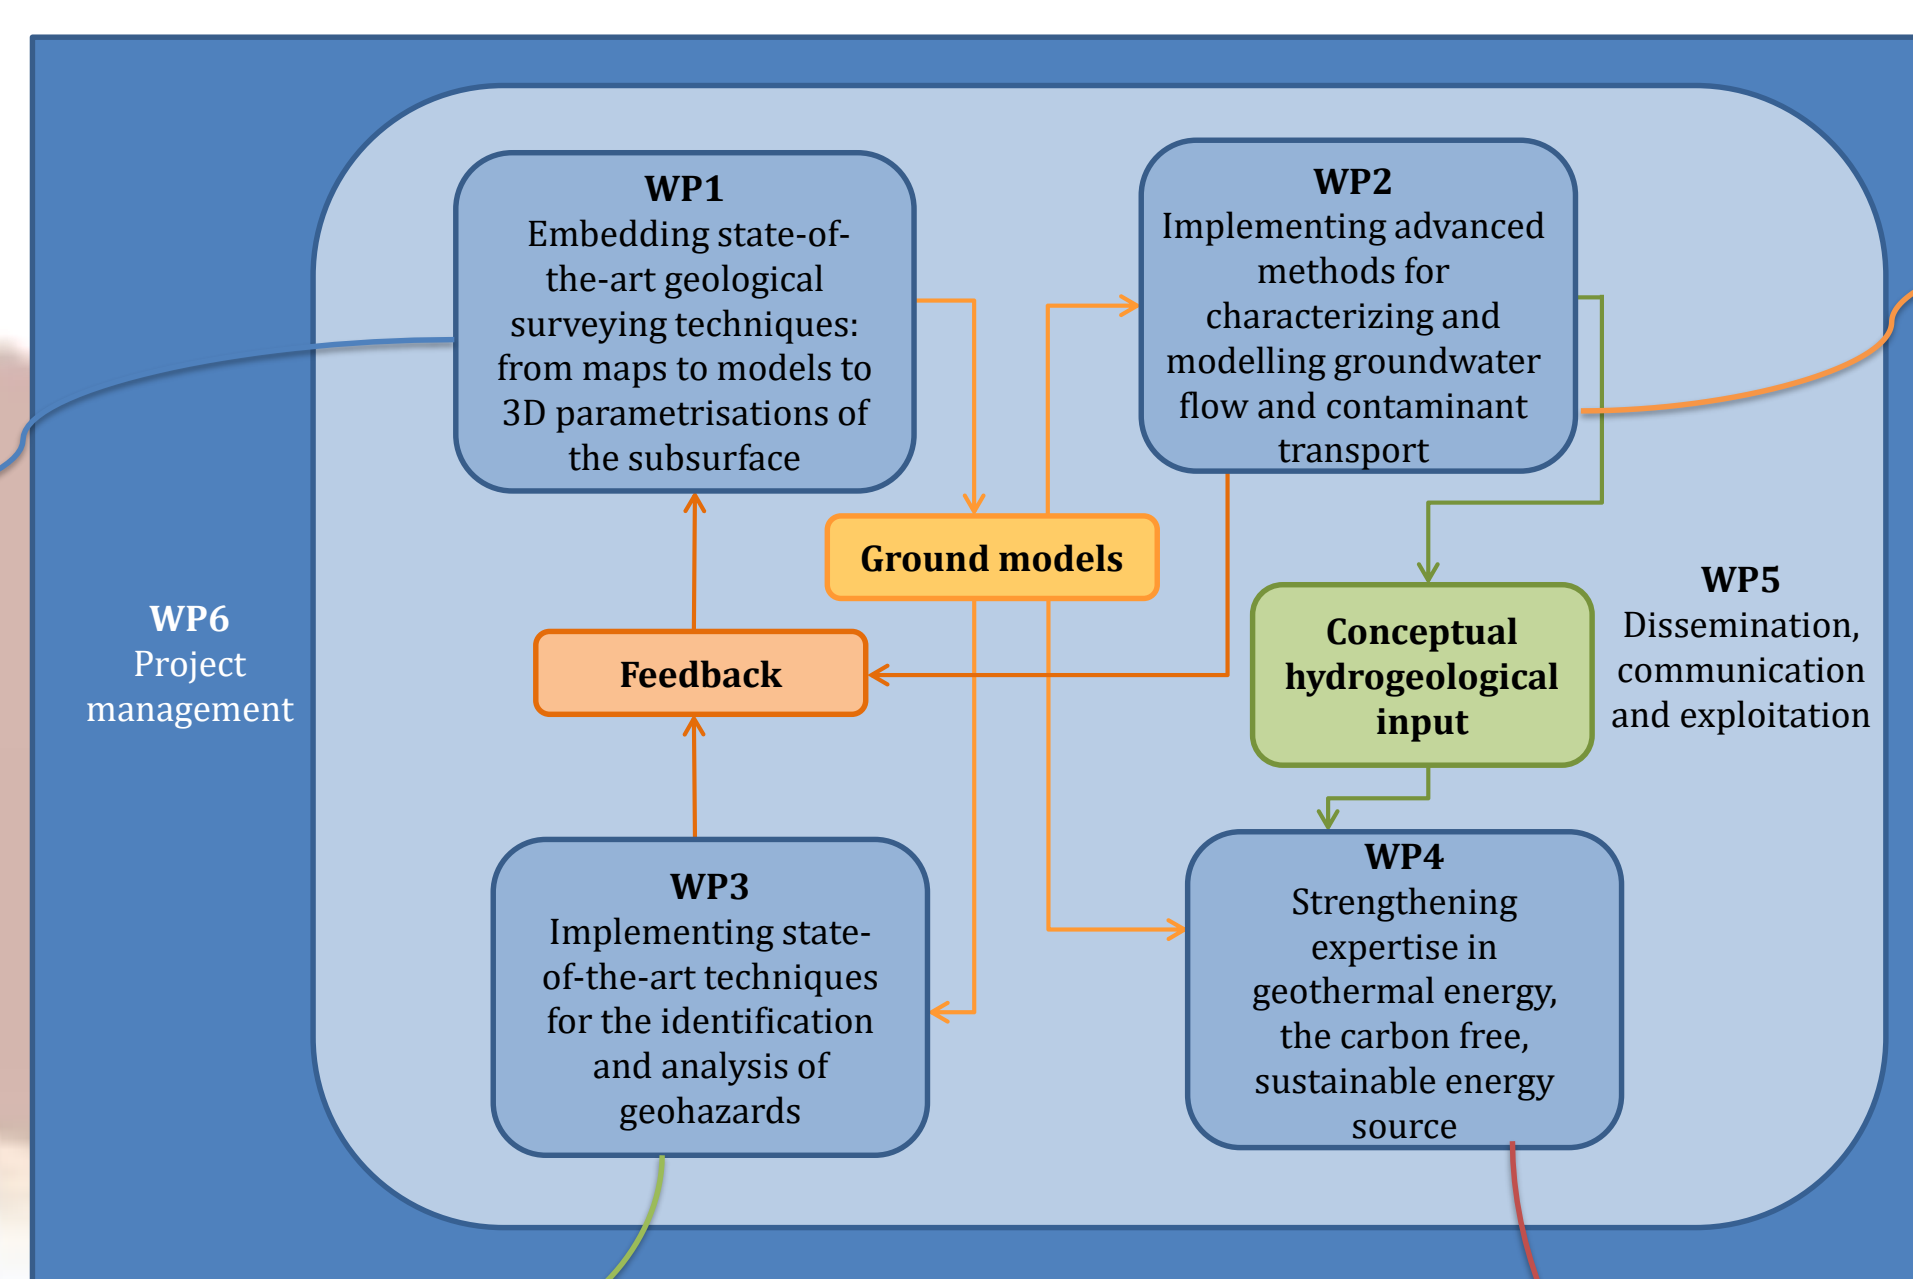 WP1
Embedding state-of-
the-art geological
surveying techniques:
from maps to models to
3D parametrisations of
the subsurface
WP2
Implementing advanced
methods for
characterizing and
modelling groundwater
flow and contaminant
transport
Ground models
Feedback
Conceptual
hydrogeological
input
WP5
Dissemination,
communication
and exploitation
WP6
Project
management
WP3
Implementing state-
of-the-art techniques
for the identification
and analysis of
geohazards
WP4
Strengthening
expertise in
geothermal energy,
the carbon free,
sustainable energy
source